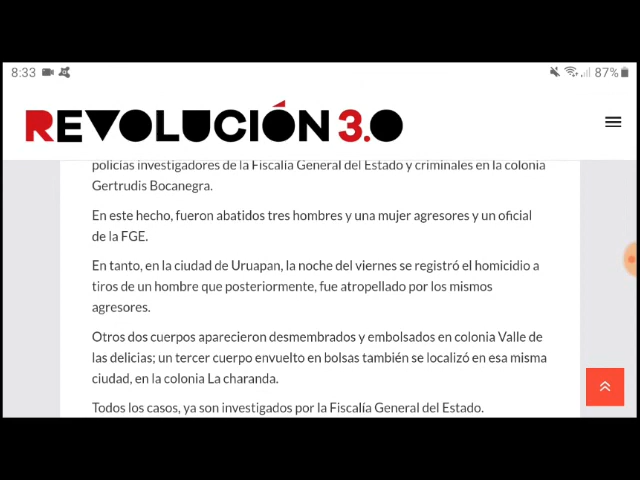 8:33
87%
REVOLUCIÓN 3.0
policías investigadores de la Fiscalía General del Estado y criminales en la colonia
Gertrudis Bocanegra.
En este hecho, fueron abatidos tres hombres y una mujer agresores y un oficial
de la FGE.
En tanto, en la ciudad de Uruapan, la noche del viernes se registró el homicidio a
tiros de un hombre que posteriormente, fue atropellado por los mismos
agresores.
Otros dos cuerpos aparecieron desmembrados y embolsados en colonia Valle de
las delicias; un tercer cuerpo envuelto en bolsas también se localizó en esa misma
ciudad, en la colonia La charanda.
Todos los casos, ya son investigados por la Fiscalía General del Estado.